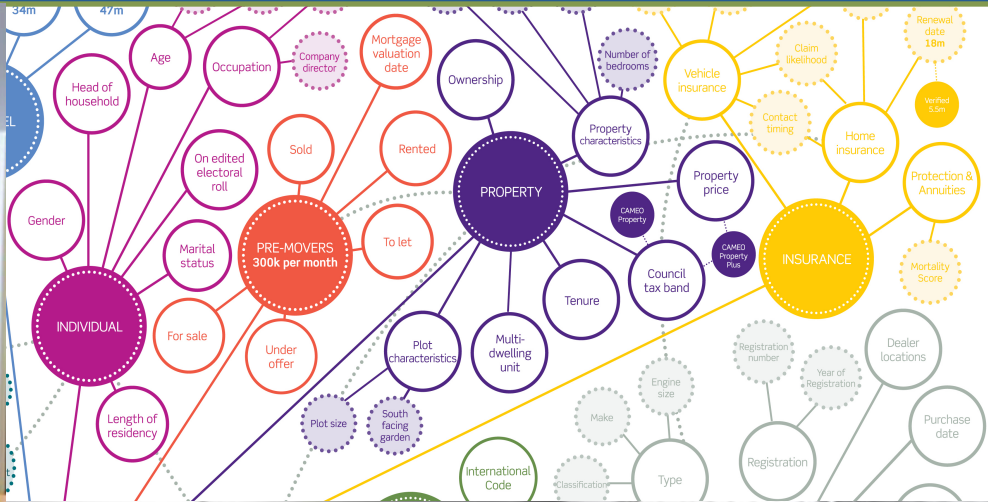 34m
47m
Age
Occupation
Company
director
Head of
household
On edited
electoral
roll
Gender
Marital
status
INDIVIDUAL
Length of
residency
Mortgage
valuation
date
Sold
Rented
PRE-MOVERS
300k per month
To let
For sale
Under
offer
Ownership
Number of
bedrooms
Property
characteristics
PROPERTY
Property
price
CAMEO
Property
CAMEO
Property
Plus
Council
tax band
Tenure
Multi-
dwelling
unit
Plot
characteristics
Plot size
South
facing
garden
Vehicle
insurance
Claim
likelihood
Contact
timing
Renewal
date
18m
Verified
5.5m
Home
insurance
Protection &
Annuities
INSURANCE
Mortality
Score
Registration
number
Year of
Registration
Dealer
locations
Purchase
date
Engine
size
Make
Classification
Type
Registration
International
Code